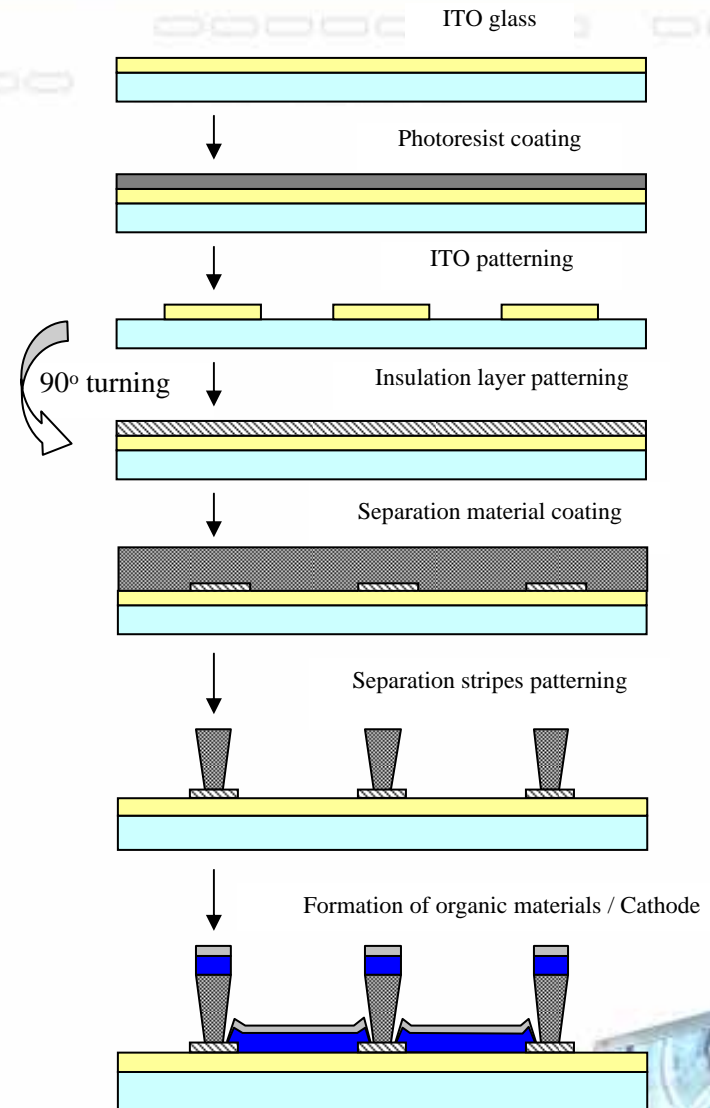 ITO glass
Photoresist coating
ITO patterning
90° turning
Insulation layer patterning
Separation material coating
Separation stripes patterning
Formation of organic materials / Cathode